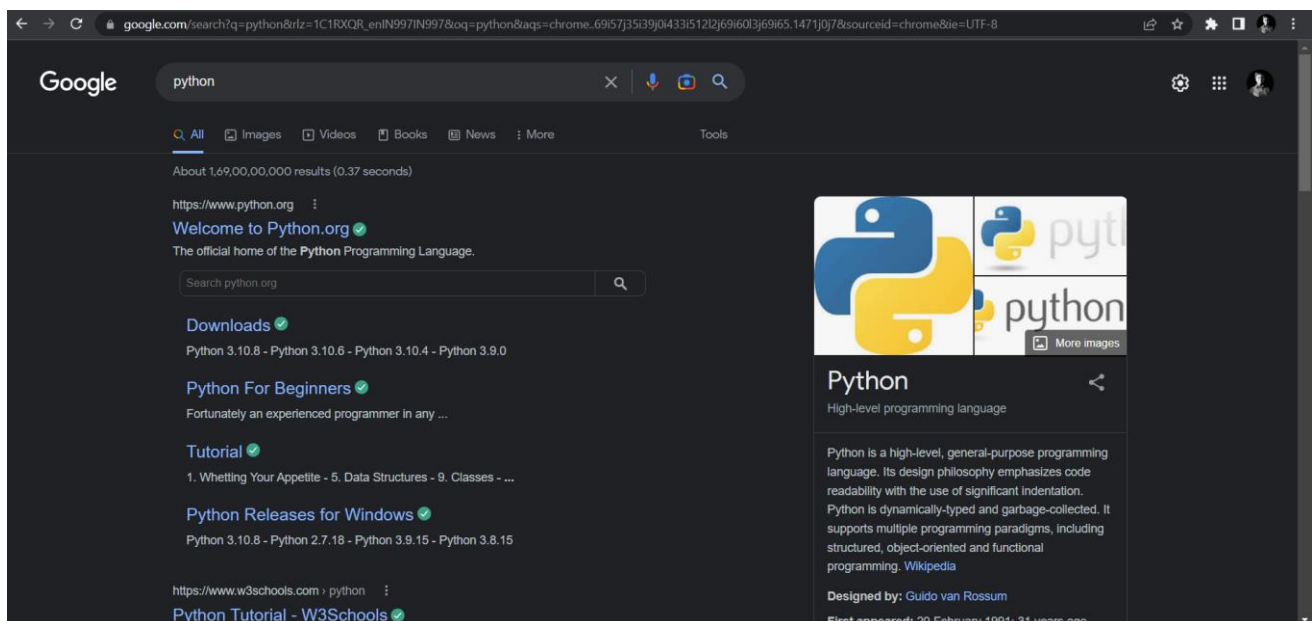 google.com/search?q=python&rlz=1C1RXQR_enIN997IN997&oq=python&aqs=chrome..69i57j35i39j0i433i512l2j69i60l3j69i65.1471j0j7&sourceid=chrome&ie=UTF-8
Google
python
All Images Videos Books News More Tools
About 1,69,00,00,000 results (0.37 seconds)
https://www.python.org
Welcome to Python.org
The official home of the Python Programming Language.
Search python.org
Downloads
Python 3.10.8 - Python 3.10.6 - Python 3.10.4 - Python 3.9.0
Python For Beginners
Fortunately an experienced programmer in any ...
Tutorial
1. Whetting Your Appetite - 5. Data Structures - 9. Classes - ...
Python Releases for Windows
Python 3.10.8 - Python 2.7.18 - Python 3.9.15 - Python 3.8.15
https://www.w3schools.com › python
Python Tutorial - W3Schools
python
More images
Python
High-level programming language
Python is a high-level, general-purpose programming
language. Its design philosophy emphasizes code
readability with the use of significant indentation.
Python is dynamically-typed and garbage-collected. It
supports multiple programming paradigms, including
structured, object-oriented and functional
programming. Wikipedia
Designed by: Guido van Rossum
First appeared: 20 February 1991; 31 years ago